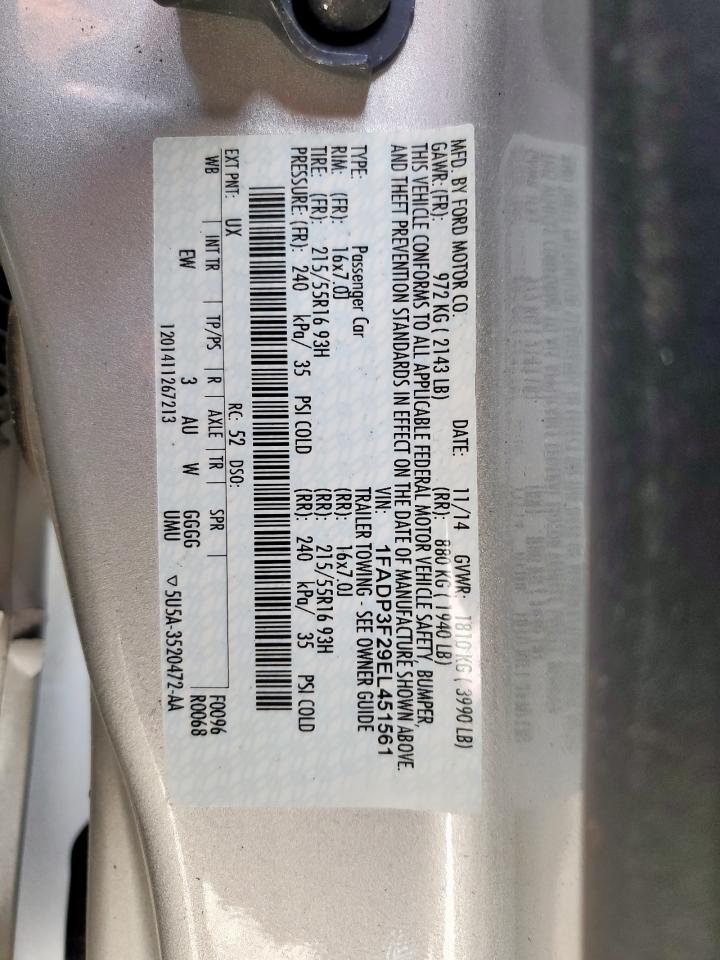 MFD. BY FORD MOTOR CO. DATE: 11/14 GVWR: 1810 KG ( 3990 LB)
GAWR: (FR): 972 KG ( 2143 LB) (RR): 880 KG ( 1940 LB)
THIS VEHICLE CONFORMS TO ALL APPLICABLE FEDERAL MOTOR VEHICLE SAFETY, BUMPER,
AND THEFT PREVENTION STANDARDS IN EFFECT ON THE DATE OF MANUFACTURE SHOWN ABOVE.
VIN: 1FADP3F29EL451561
TYPE: Passenger Car TRAILER TOWING - SEE OWNER GUIDE
RIM: (FR): 16x7.0J (RR): 16x7.0J
TIRE: (FR): 215/55R16 93H (RR): 215/55R16 93H
PRESSURE: (FR): 240 kPa/ 35 PSI COLD (RR): 240 kPa/ 35 PSI COLD
EXT PNT: UX RC: 52 DSO: F0096
WB INT TR TP/PS R AXLE TR SPR R0068
EW 3 AU W GGGG
UMU
1201411267213 ▽5U5A-3520472-AA